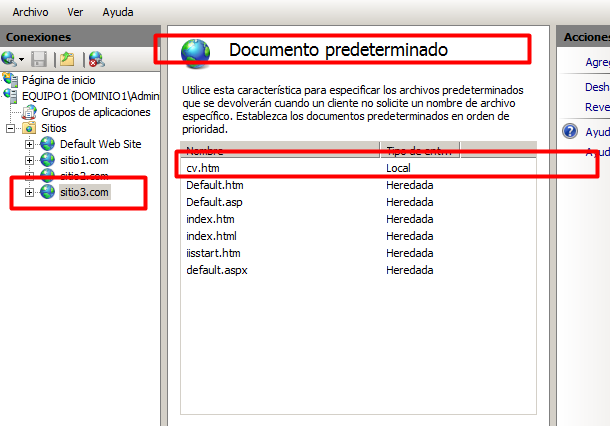 Archivo Ver Ayuda
Conexiones
Página de inicio
EQUIPO1 (DOMINIO1\Admin
Grupos de aplicaciones
Sitios
Default Web Site
sitio1.com
sitio2.com
sitio3.com
Documento predeterminado
Utilice esta característica para especificar los archivos predeterminados
que se devolverán cuando un cliente no solicite un nombre de archivo
específico. Establezca los documentos predeterminados en orden de
prioridad.
Nombre Tipo de entr...
cv.htm Local
Default.htm Heredada
Default.asp Heredada
index.htm Heredada
index.html Heredada
iisstart.htm Heredada
default.aspx Heredada
Acciones
Agreg
Desh
Reve
Ayud
Ayud